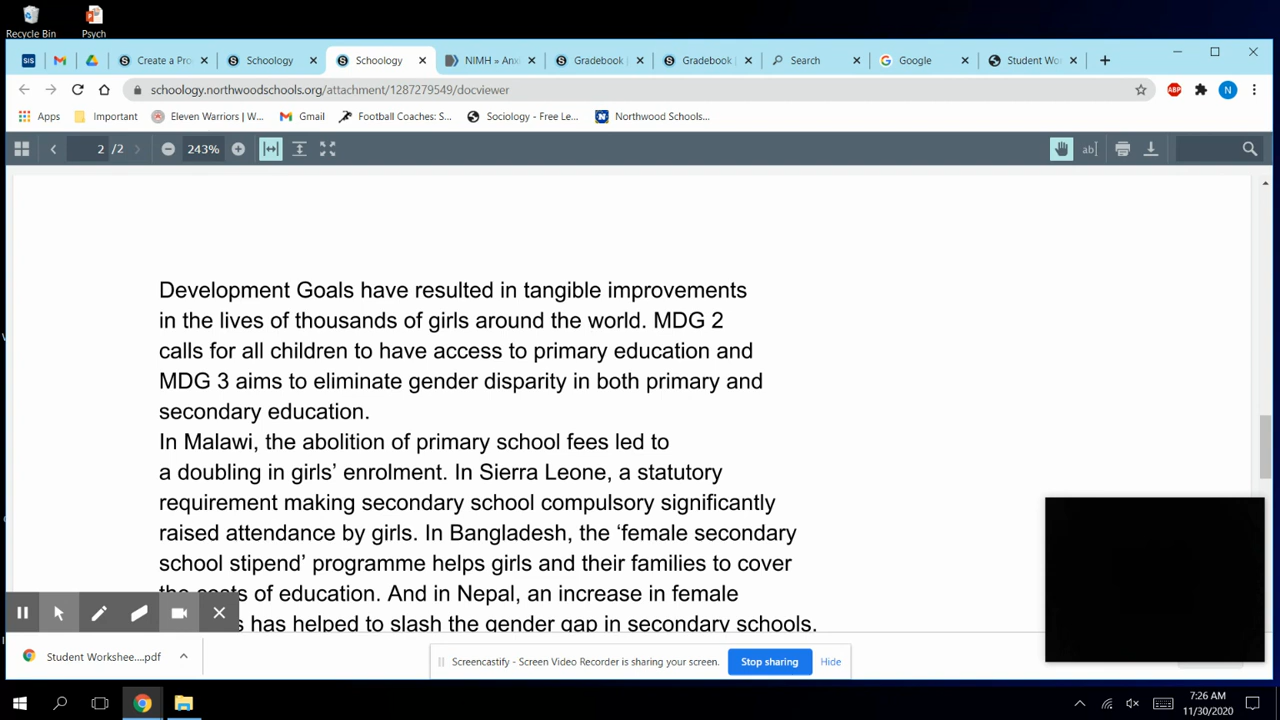 Recycle Bin
Psych
SIS
Create a Pro
Schoology
Schoology
NIMH » Anx
Gradebook
Gradebook
Search
Google
Student Wo
schoology.northwoodschools.org/attachment/1287279549/docviewer
ABP
N
Apps
Important
Eleven Warriors | W...
Gmail
Football Coaches: S...
Sociology - Free Le...
Northwood Schools...
2 / 2
243%
ab
Development Goals have resulted in tangible improvements
in the lives of thousands of girls around the world. MDG 2
calls for all children to have access to primary education and
MDG 3 aims to eliminate gender disparity in both primary and
secondary education.
In Malawi, the abolition of primary school fees led to
a doubling in girls’ enrolment. In Sierra Leone, a statutory
requirement making secondary school compulsory significantly
raised attendance by girls. In Bangladesh, the ‘female secondary
school stipend’ programme helps girls and their families to cover
the costs of education. And in Nepal, an increase in female
has helped to slash the gender gap in secondary schools.
Student Workshee....pdf
Screencastify - Screen Video Recorder is sharing your screen.
Stop sharing
Hide
7:26 AM
11/30/2020